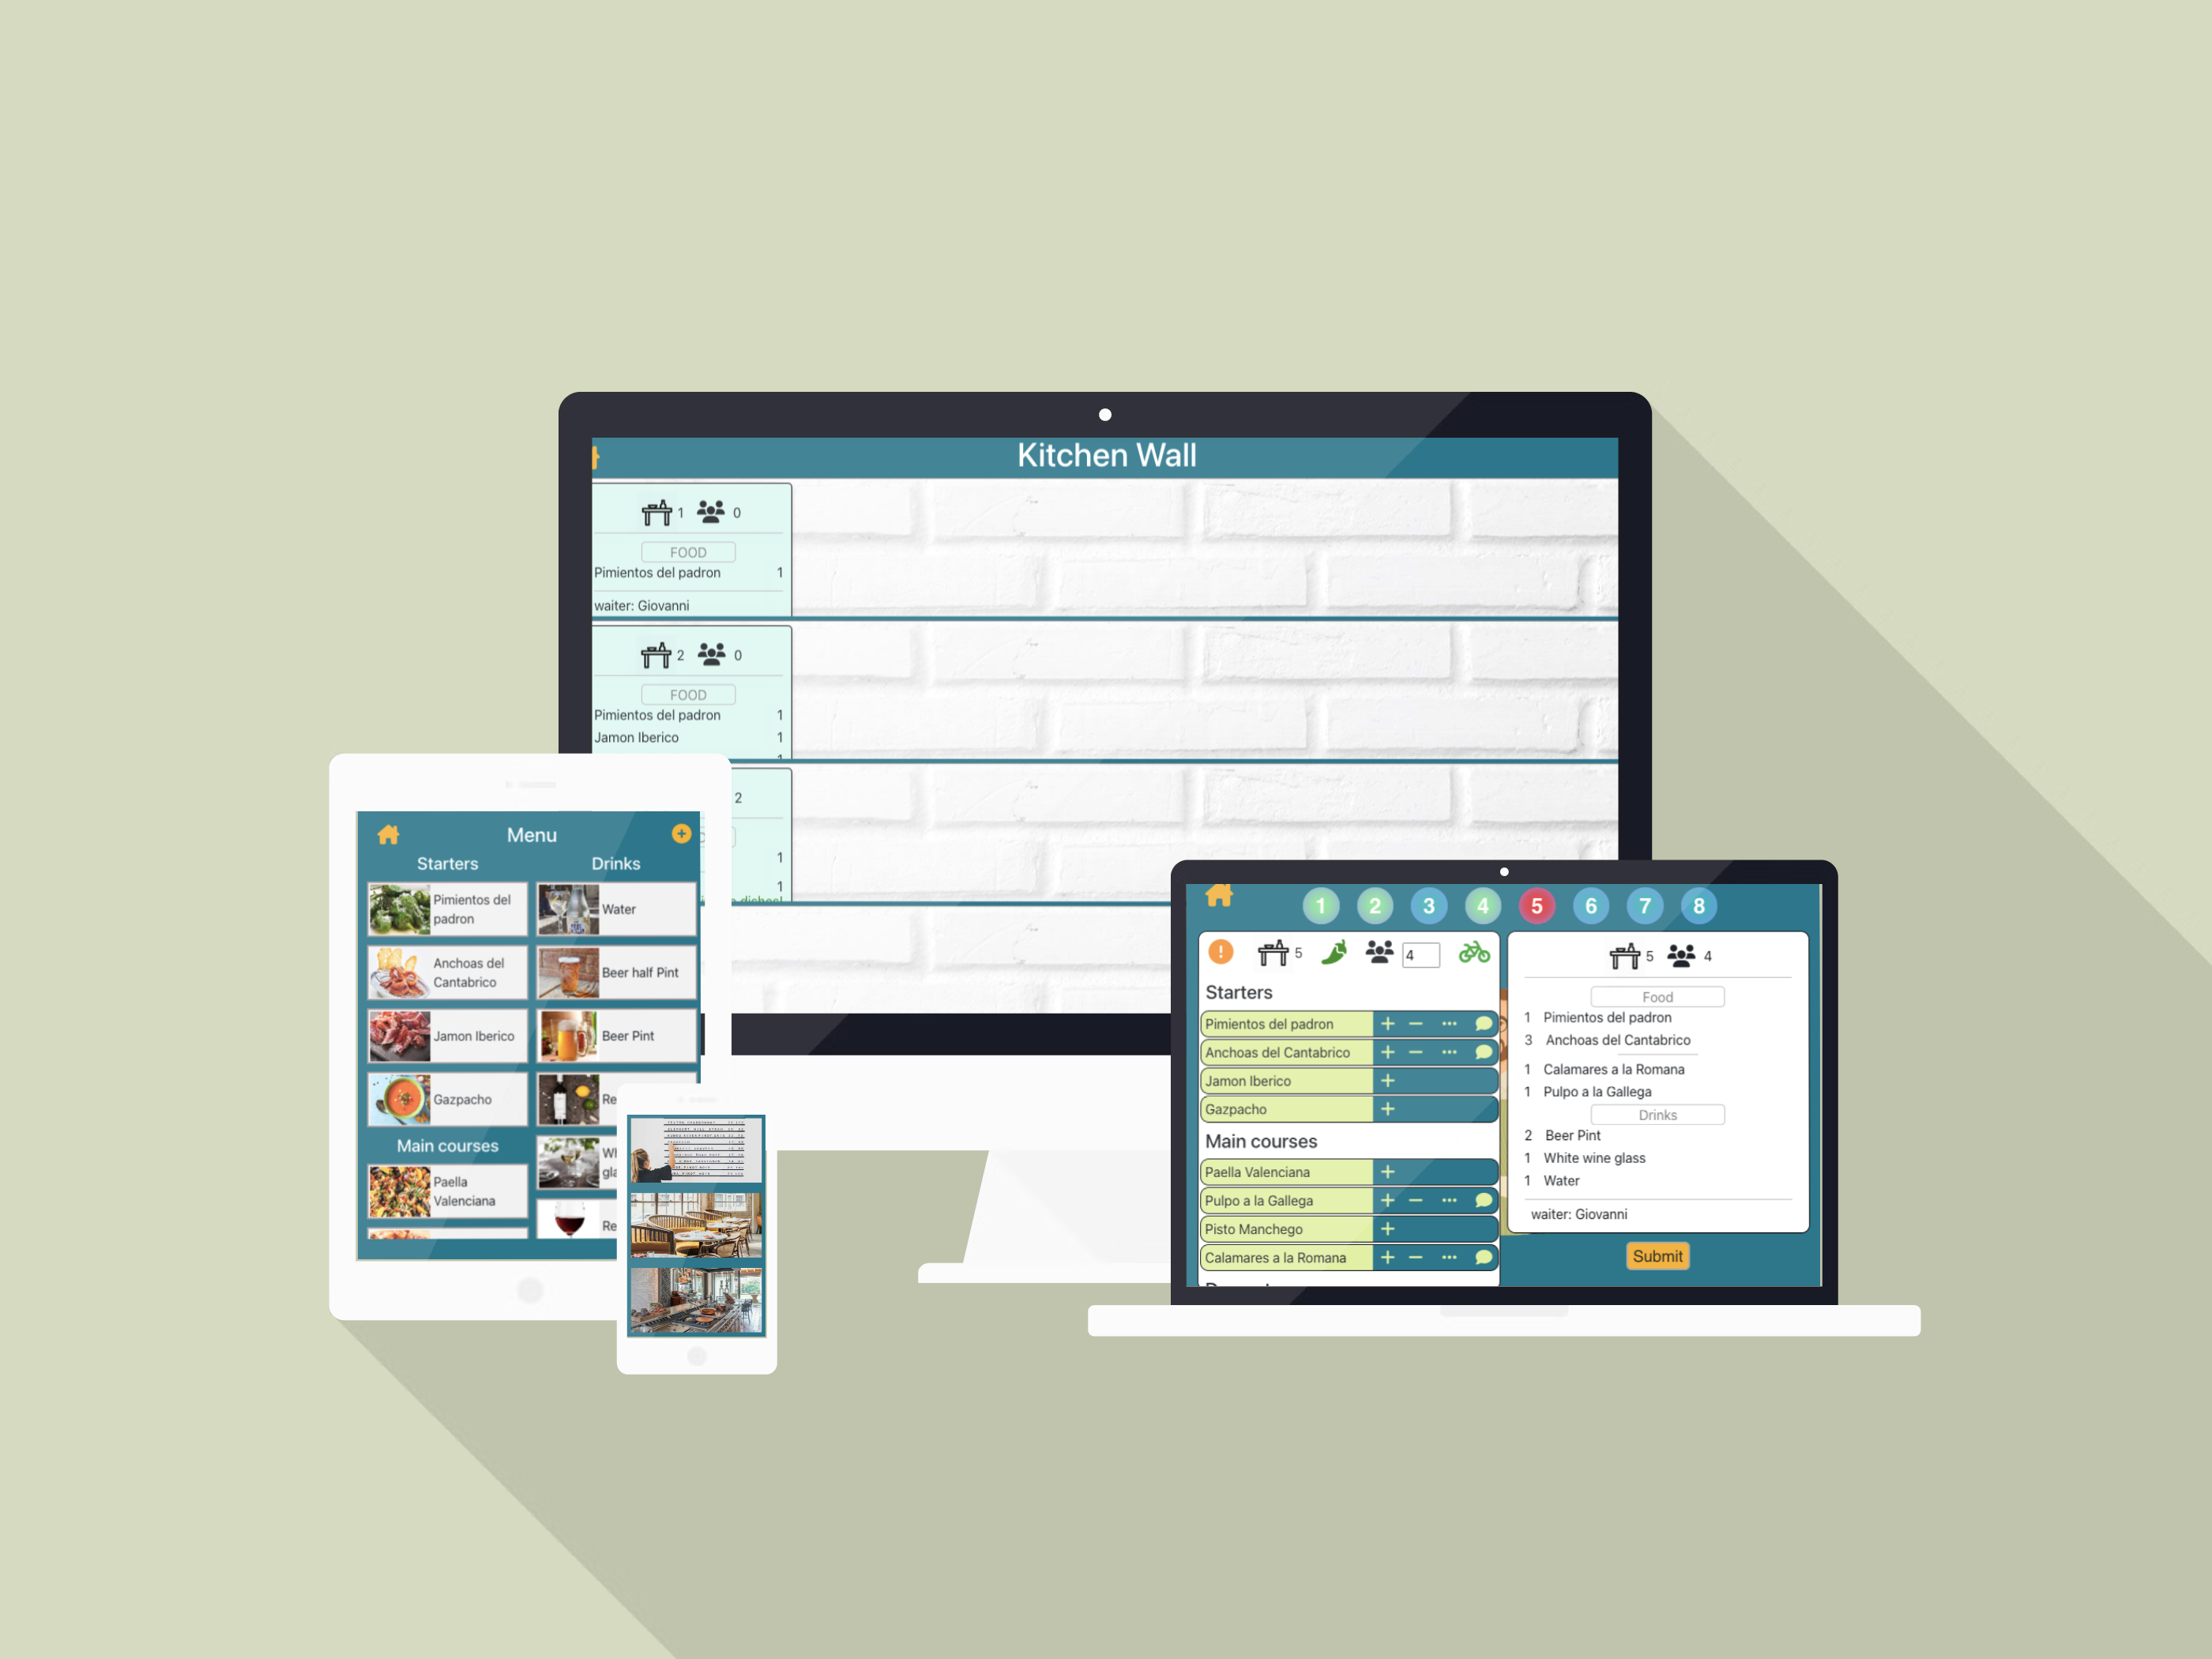 Kitchen Wall
1 0
FOOD
Pimientos del padron 1
waiter: Giovanni
2 0
FOOD
Pimientos del padron 1
Jamon Iberico 1
2
1
1
dishes!
Menu
Starters
Pimientos del
padron
Anchoas del
Cantabrico
Jamon Iberico
Gazpacho
Main courses
Paella
Valenciana
Drinks
Water
Beer half Pint
Beer Pint
Re
Wh
gla
Re
1 2 3 4 5 6 7 8
5 4
Starters
Pimientos del padron
Anchoas del Cantabrico
Jamon Iberico
Gazpacho
Main courses
Paella Valenciana
Pulpo a la Gallega
Pisto Manchego
Calamares a la Romana
5 4
Food
1 Pimientos del padron
3 Anchoas del Cantabrico
1 Calamares a la Romana
1 Pulpo a la Gallega
Drinks
2 Beer Pint
1 White wine glass
1 Water
waiter: Giovanni
Submit